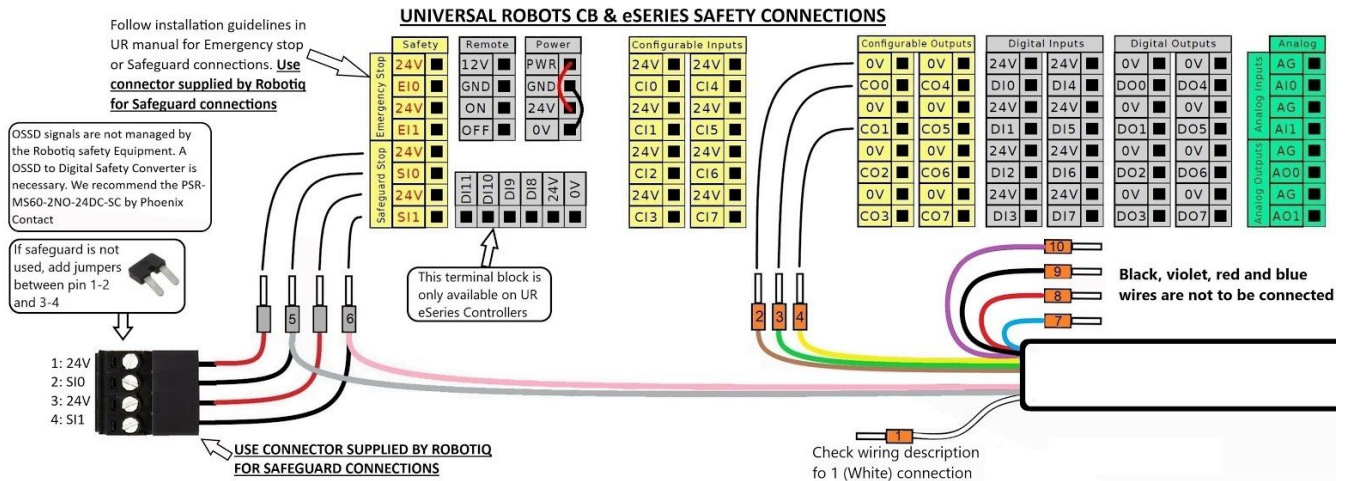 UNIVERSAL ROBOTS CB & eSERIES SAFETY CONNECTIONS
Follow installation guidelines in
UR manual for Emergency stop
or Safeguard connections. Use
connector supplied by Robotiq
for Safeguard connections
OSSD signals are not managed by
the Robotiq safety Equipment. A
OSSD to Digital Safety Converter is
necessary. We recommend the PSR-
MS60-2NO-24DC-SC by Phoenix
Contact
If safeguard is not
used, add jumpers
between pin 1-2
and 3-4
Safety
Emergency Stop
24V
EI0
24V
EI1
Safeguard Stop
24V
SI0
24V
SI1
Remote
12V
GND
ON
OFF
Power
PWR
GND
24V
0V
DI11
DI10
DI9
DI8
24V
0V
This terminal block is
only available on UR
eSeries Controllers
Configurable Inputs
24V 24V
CI0 CI4
24V 24V
CI1 CI5
24V 24V
CI2 CI6
24V 24V
CI3 CI7
Configurable Outputs
0V 0V
CO0 CO4
0V 0V
CO1 CO5
0V 0V
CO2 CO6
0V 0V
CO3 CO7
Digital Inputs
24V 24V
DI0 DI4
24V 24V
DI1 DI5
24V 24V
DI2 DI6
24V 24V
DI3 DI7
Digital Outputs
0V 0V
DO0 DO4
0V 0V
DO1 DO5
0V 0V
DO2 DO6
0V 0V
DO3 DO7
Analog
Analog Inputs
AG
AI0
AG
AI1
Analog Outputs
AG
AO0
AG
AO1
5
6
2
3
4
10
9
8
7
Black, violet, red and blue
wires are not to be connected
1: 24V
2: SI0
3: 24V
4: SI1
USE CONNECTOR SUPPLIED BY ROBOTIQ
FOR SAFEGUARD CONNECTIONS
1
Check wiring description
fo 1 (White) connection